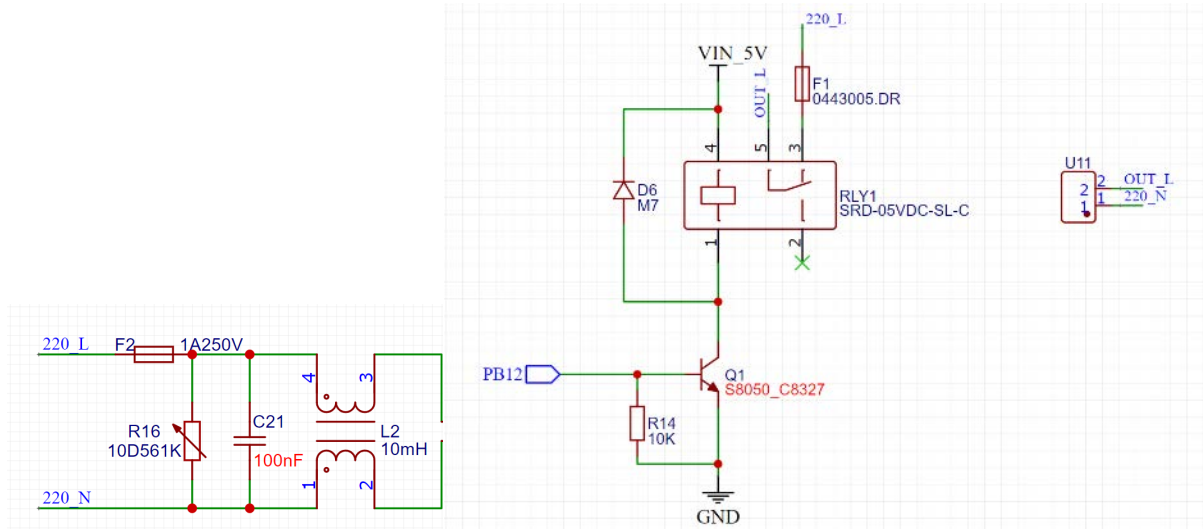 220_L
VIN_5V
OUT_L
F1
0443005.DR
4
5
3
U11
2
OUT_L
2
220_N
1
1
D6
M7
RLY1
SRD-05VDC-SL-C
1
2
220_L
F2
1A250V
4
3
PB12
Q1
S8050_C8327
R16
10D561K
C21
100nF
L2
10mH
R14
10K
1
2
220_N
GND